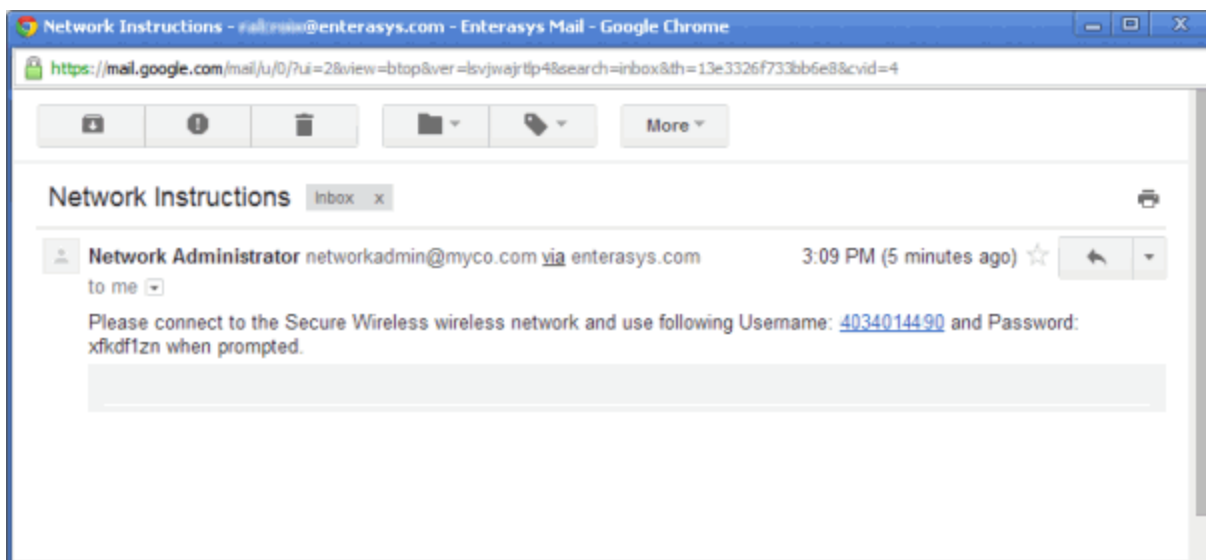 Network Instructions - @enterasys.com - Enterasys Mail - Google Chrome
https://mail.google.com/mail/u/0/?ui=2&view=btop&ver=lsvjwajrtlp4&search=inbox&th=13e3326f733bb6e8&cvid=4
More
Network Instructions Inbox x
Network Administrator networkadmin@myco.com via enterasys.com 3:09 PM (5 minutes ago)
to me
Please connect to the Secure Wireless wireless network and use following Username: 4034014490 and Password:
xfkdf1zn when prompted.